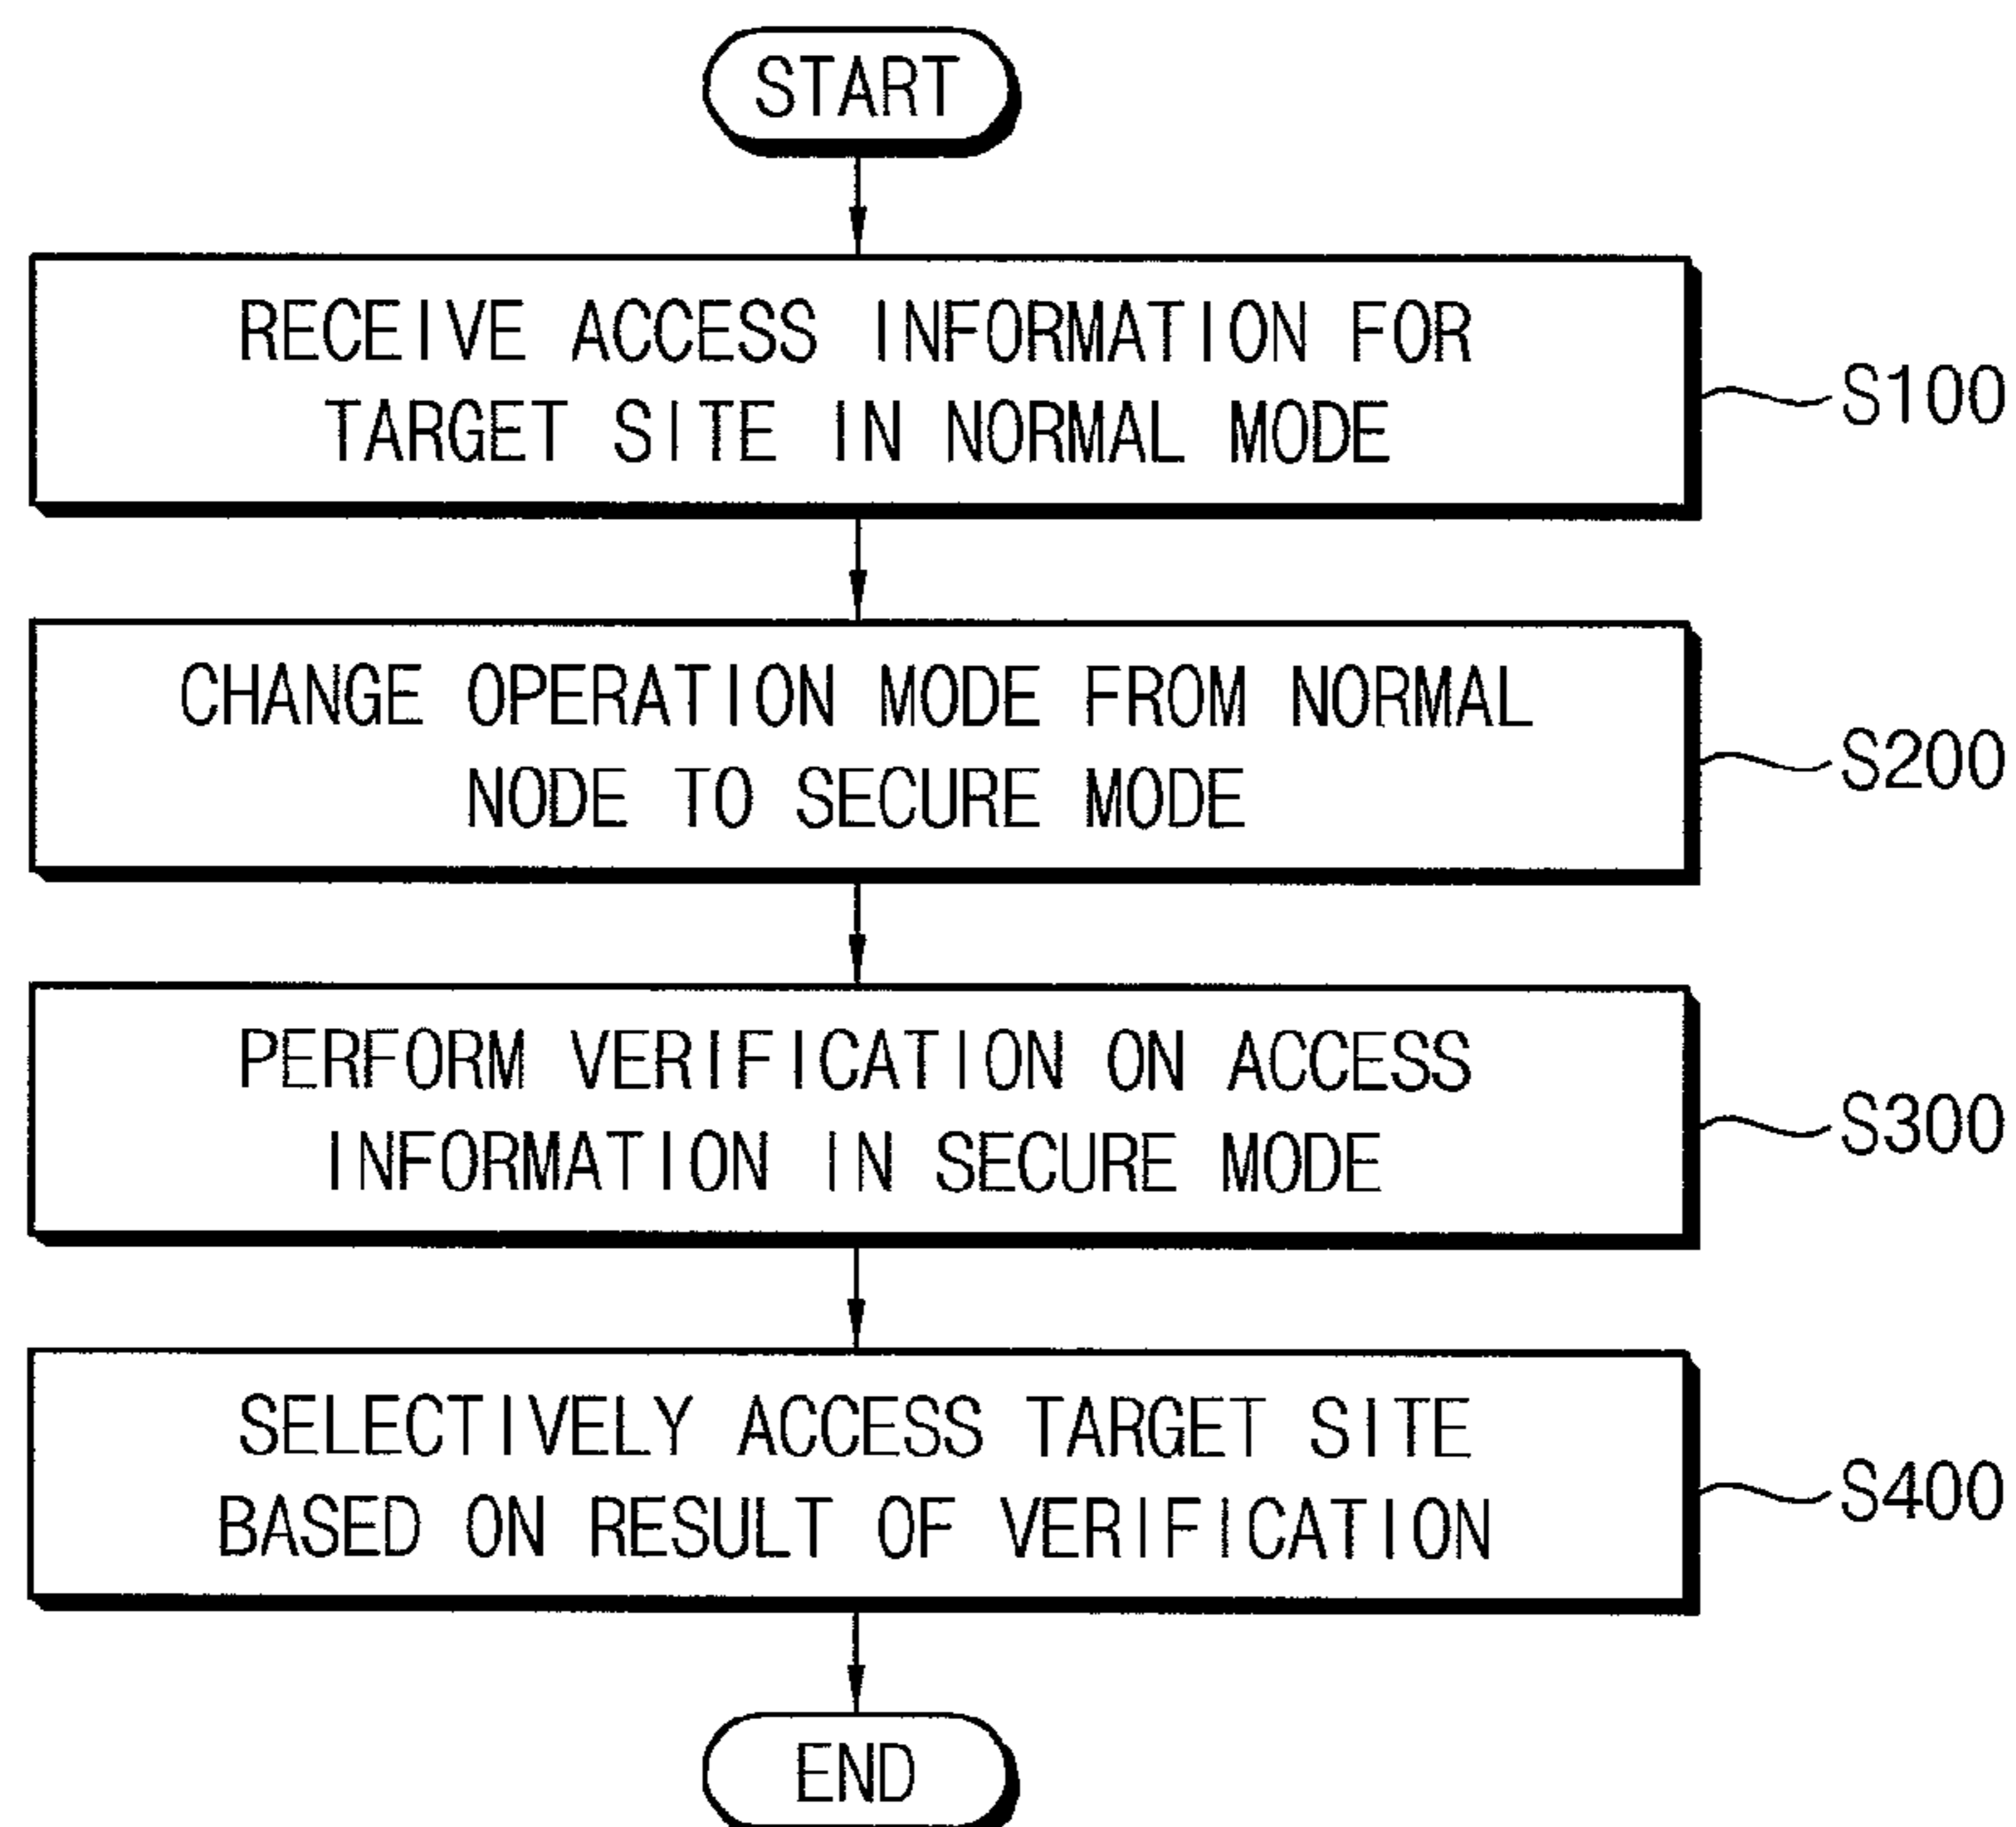 START
RECEIVE ACCESS INFORMATION FOR
TARGET SITE IN NORMAL MODE
S100
CHANGE OPERATION MODE FROM NORMAL
NODE TO SECURE MODE
S200
PERFORM VERIFICATION ON ACCESS
INFORMATION IN SECURE MODE
S300
SELECTIVELY ACCESS TARGET SITE
BASED ON RESULT OF VERIFICATION
S400
END